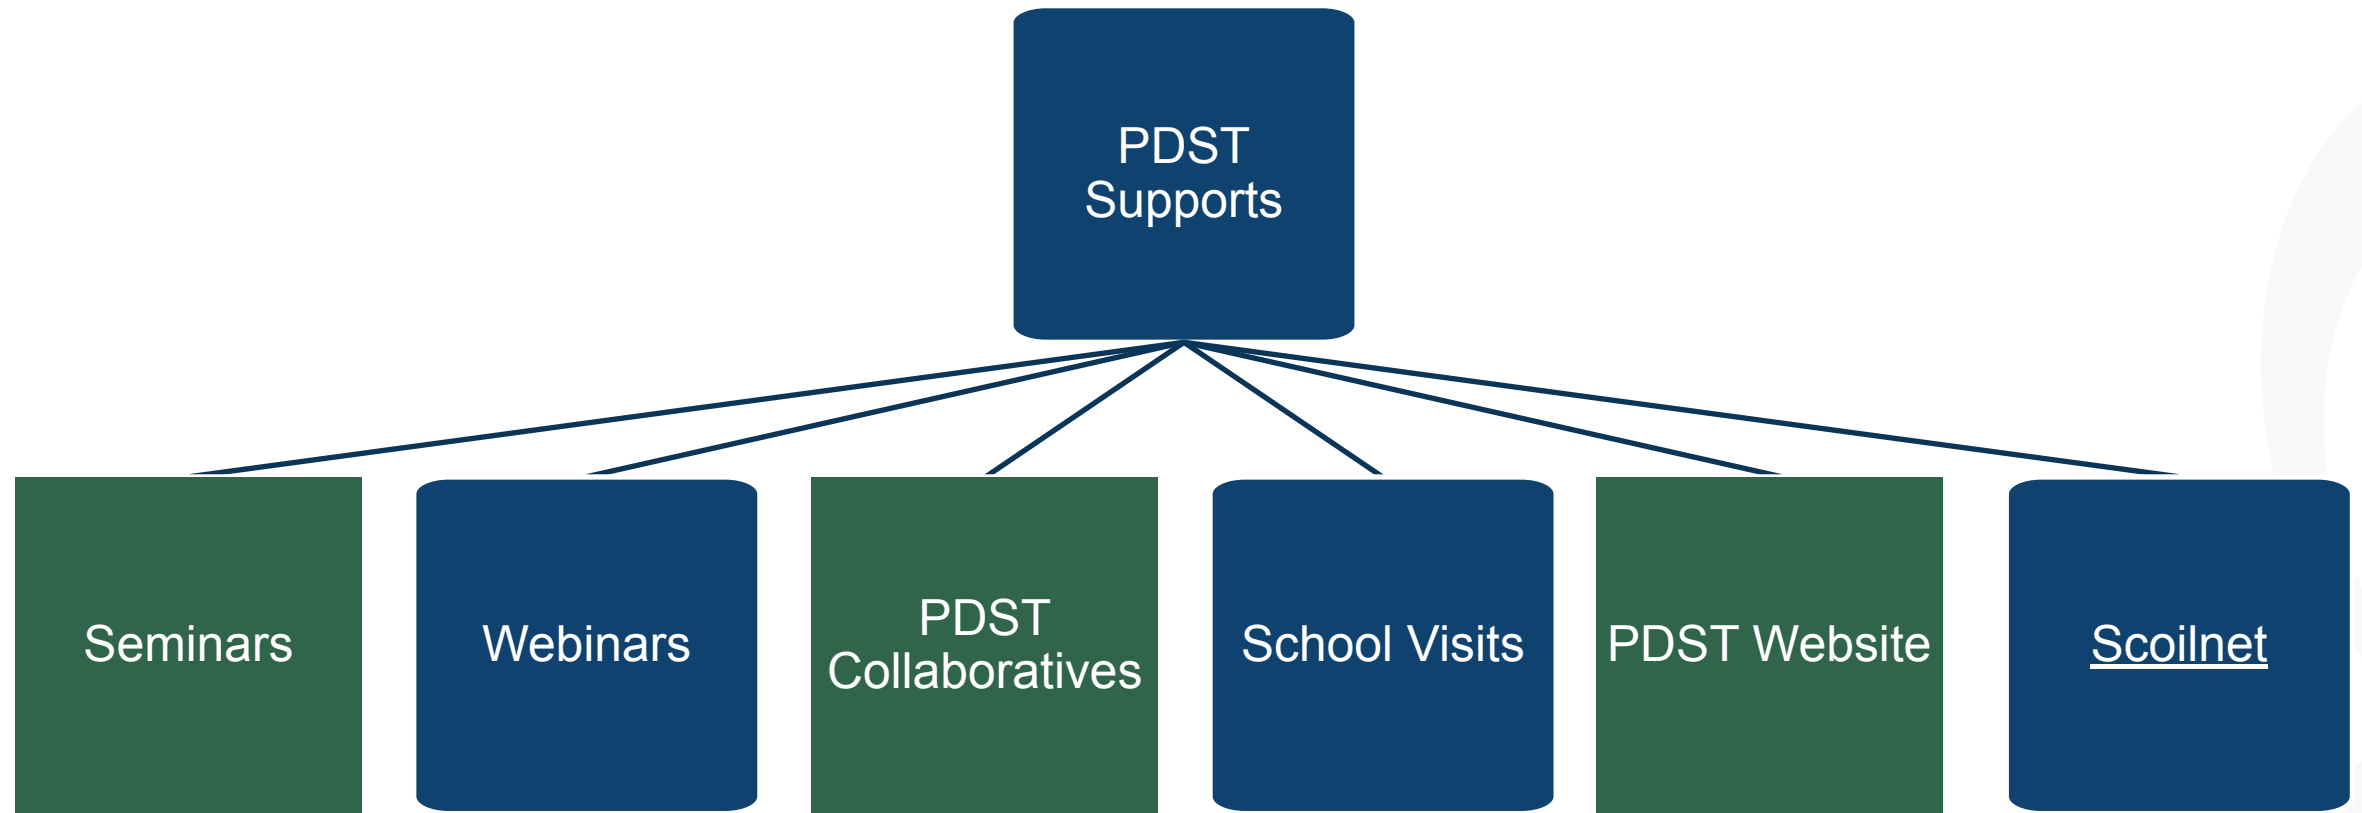 PDST
Supports
Seminars
Webinars
PDST
Collaboratives
School Visits
PDST Website
Scoilnet